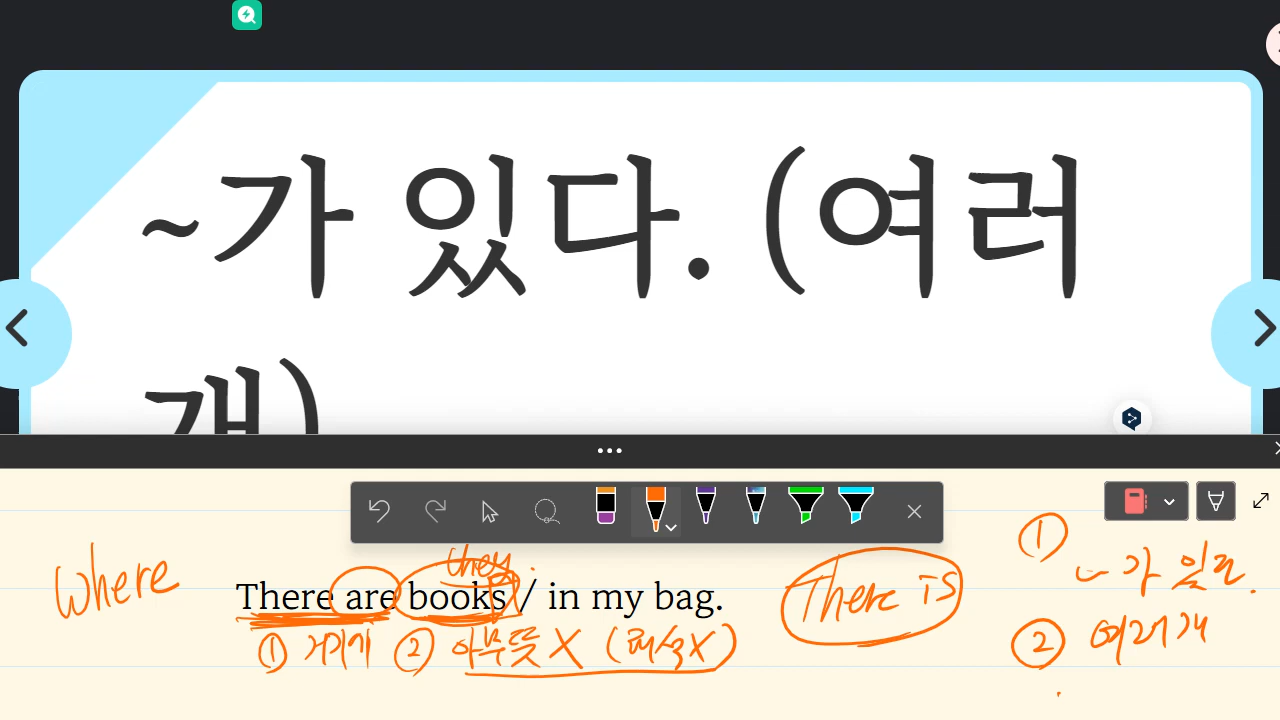 ~가 있다. (여러
개)
they
where There are books / in my bag. There is
① 거기에 ② 아무뜻 X (해석X)
①
~가 있다.
② 여러개